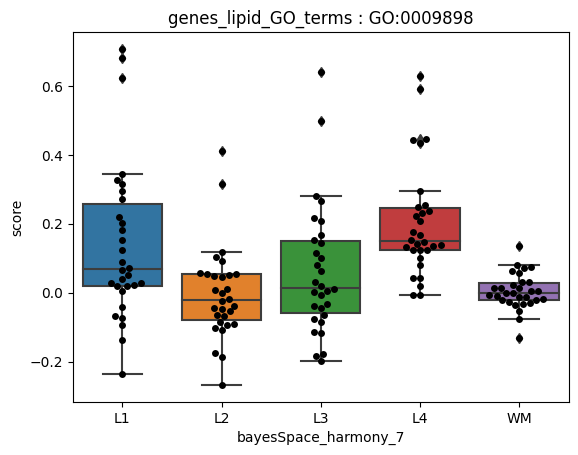 genes_lipid_GO_terms : GO:0009898
score
0.6
0.4
0.2
0.0
−0.2
L1 L2 L3 L4 WM
bayesSpace_harmony_7